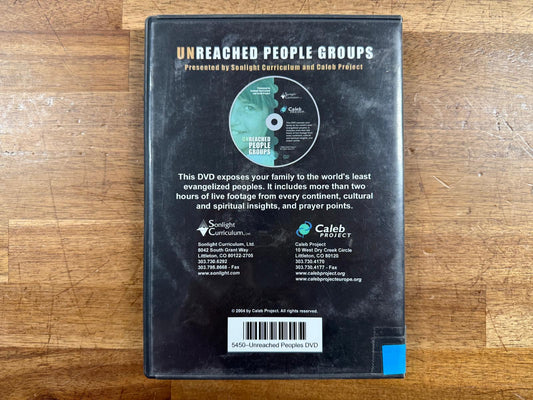 UNREACHED PEOPLE GROUPS
Presented by Sonlight Curriculum and Caleb Project
Sonlight
Curriculum
Caleb
UNREACHED
PEOPLE
GROUPS
This DVD exposes your family to the world's least
evangelized peoples. It includes more than two
hours of live footage from every continent, cultural
and spiritual insights, and prayer points.
Sonlight
Curriculum, Ltd.
Sonlight Curriculum, Ltd.
8042 South Grant Way
Littleton, CO 80122-2705
303.730.6292
303.795.8668 - Fax
www.sonlight.com
Caleb
PROJECT
Caleb Project
10 West Dry Creek Circle
Littleton, CO 80120
303.730.4170
303.730.4177 - Fax
www.calebproject.org
www.calebprojecteurope.org
© 2004 by Caleb Project. All rights reserved.
5450–Unreached Peoples DVD